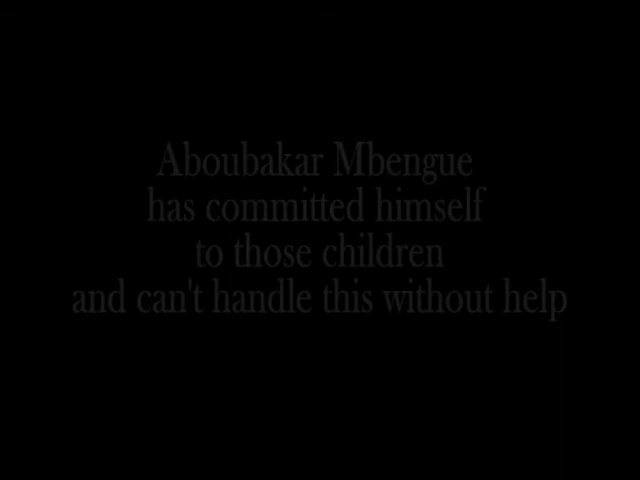 Aboubakar Mbengue
has committed himself
to those children
and can't handle this without help